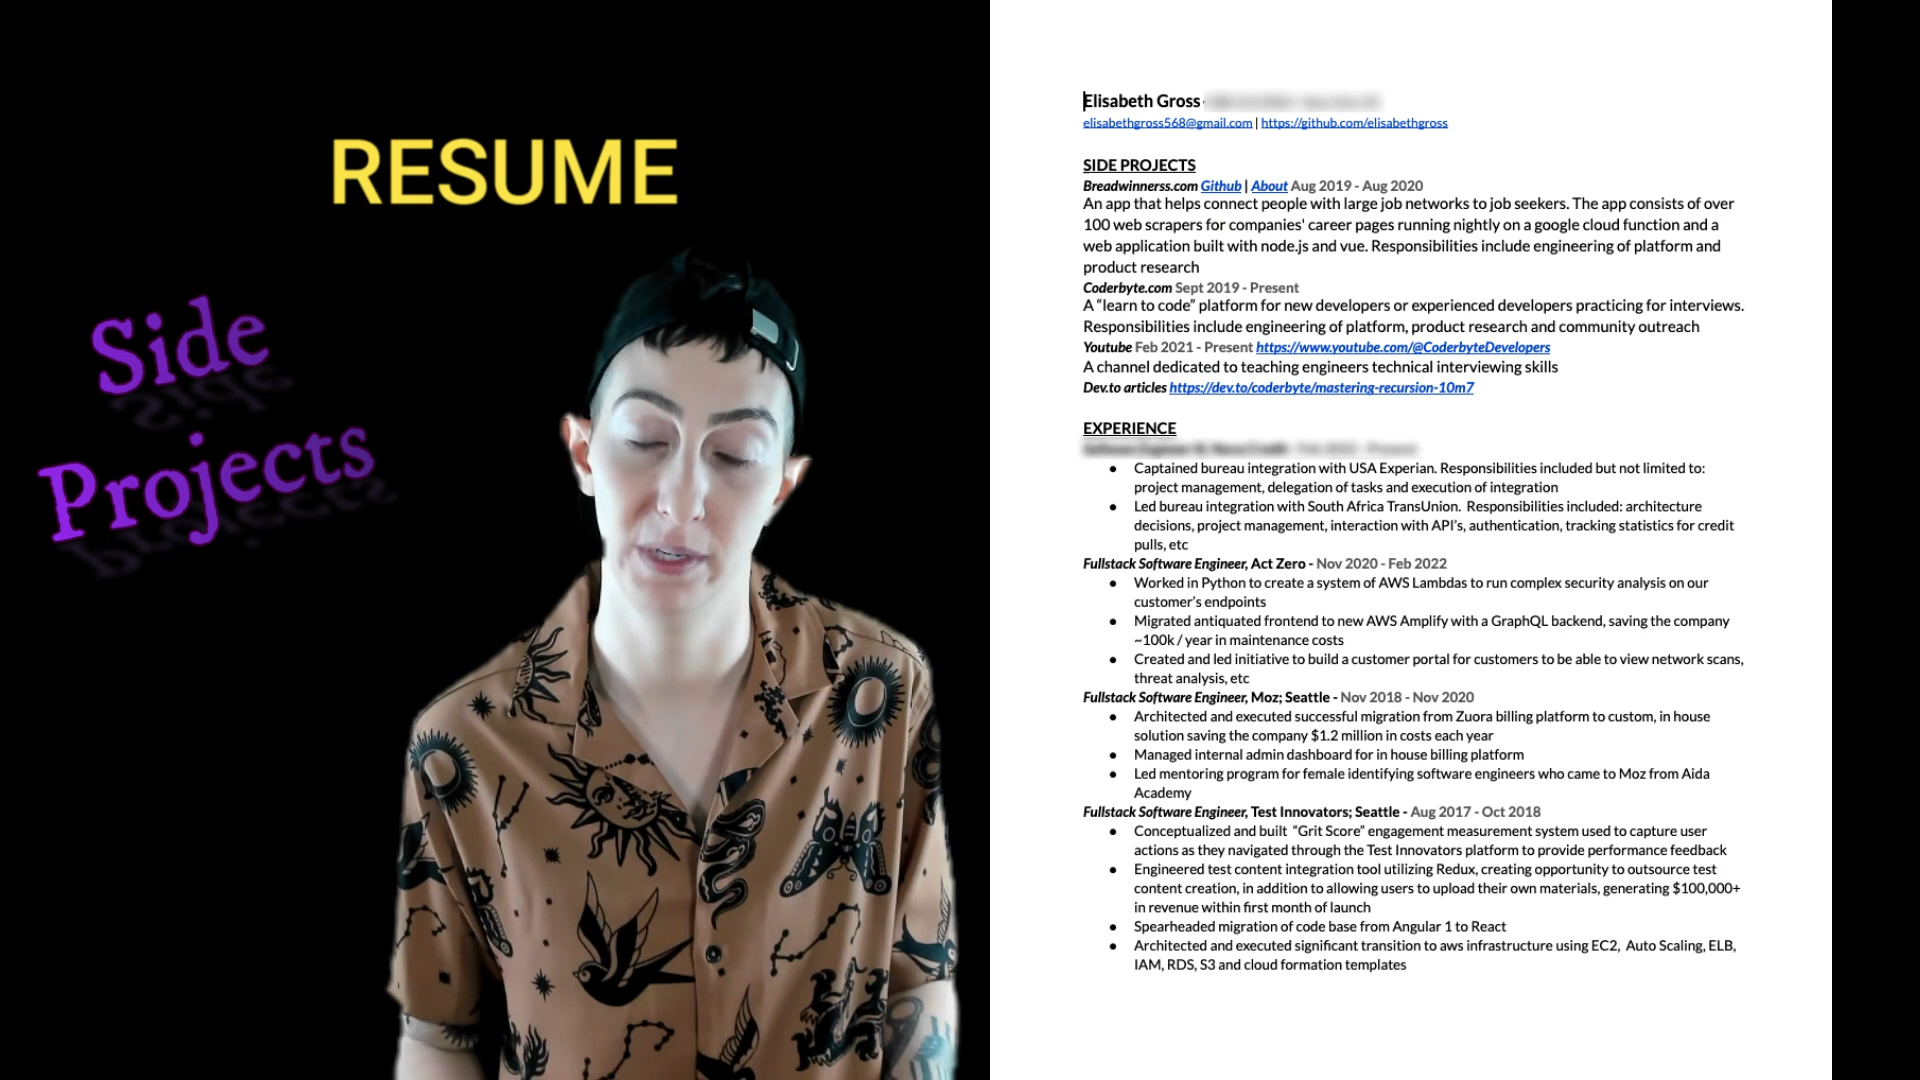 RESUME
Side
Projects
Elisabeth Gross
elisabethgross568@gmail.com | https://github.com/elisabethgross
SIDE PROJECTS
Breadwinnerss.com Github | About Aug 2019 - Aug 2020
An app that helps connect people with large job networks to job seekers. The app consists of over
100 web scrapers for companies' career pages running nightly on a google cloud function and a
web application built with node.js and vue. Responsibilities include engineering of platform and
product research
Coderbyte.com Sept 2019 - Present
A “learn to code” platform for new developers or experienced developers practicing for interviews.
Responsibilities include engineering of platform, product research and community outreach
Youtube Feb 2021 - Present https://www.youtube.com/@CoderbyteDevelopers
A channel dedicated to teaching engineers technical interviewing skills
Dev.to articles https://dev.to/coderbyte/mastering-recursion-10m7
EXPERIENCE
● Captained bureau integration with USA Experian. Responsibilities included but not limited to:
project management, delegation of tasks and execution of integration
● Led bureau integration with South Africa TransUnion. Responsibilities included: architecture
decisions, project management, interaction with API's, authentication, tracking statistics for credit
pulls, etc
Fullstack Software Engineer, Act Zero - Nov 2020 - Feb 2022
● Worked in Python to create a system of AWS Lambdas to run complex security analysis on our
customer's endpoints
● Migrated antiquated frontend to new AWS Amplify with a GraphQL backend, saving the company
~100k / year in maintenance costs
● Created and led initiative to build a customer portal for customers to be able to view network scans,
threat analysis, etc
Fullstack Software Engineer, Moz; Seattle - Nov 2018 - Nov 2020
● Architected and executed successful migration from Zuora billing platform to custom, in house
solution saving the company $1.2 million in costs each year
● Managed internal admin dashboard for in house billing platform
● Led mentoring program for female identifying software engineers who came to Moz from Aida
Academy
Fullstack Software Engineer, Test Innovators; Seattle - Aug 2017 - Oct 2018
● Conceptualized and built “Grit Score” engagement measurement system used to capture user
actions as they navigated through the Test Innovators platform to provide performance feedback
● Engineered test content integration tool utilizing Redux, creating opportunity to outsource test
content creation, in addition to allowing users to upload their own materials, generating $100,000+
in revenue within first month of launch
● Spearheaded migration of code base from Angular 1 to React
● Architected and executed significant transition to aws infrastructure using EC2, Auto Scaling, ELB,
IAM, RDS, S3 and cloud formation templates